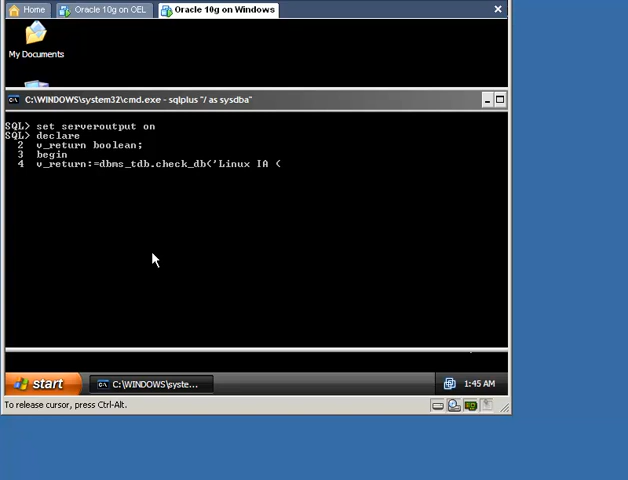 Home Oracle 10g on OEL Oracle 10g on Windows
My Documents
C:\WINDOWS\system32\cmd.exe - sqlplus "/ as sysdba"
SQL> set serveroutput on
SQL> declare
2 v_return boolean;
3 begin
4 v_return:=dbms_tdb.check_db('Linux IA (
start C:\WINDOWS\syste... 1:45 AM
To release cursor, press Ctrl-Alt.